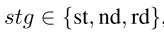 stg ∈ {st, nd, rd},